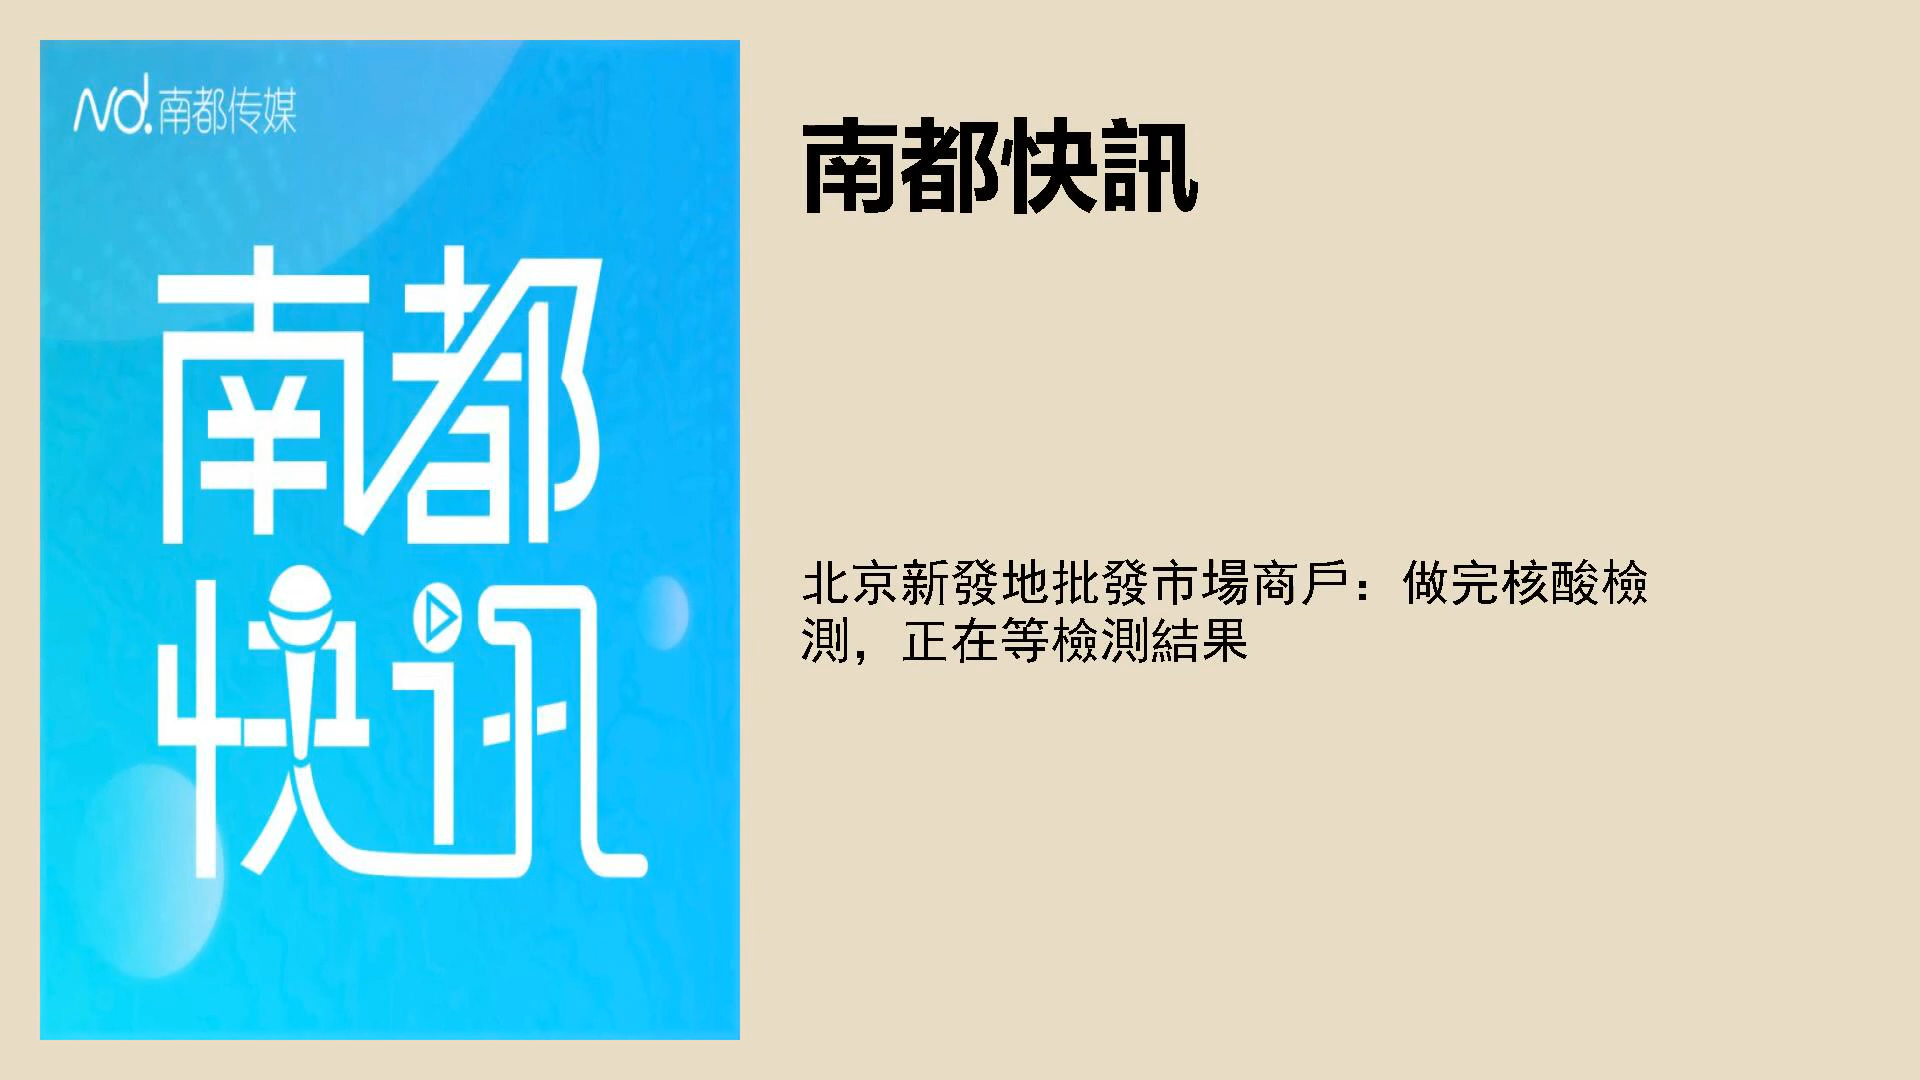 Nd.南都传媒
南都
快讯
南都快訊
北京新發地批發市場商戶：做完核酸檢
測，正在等檢測結果